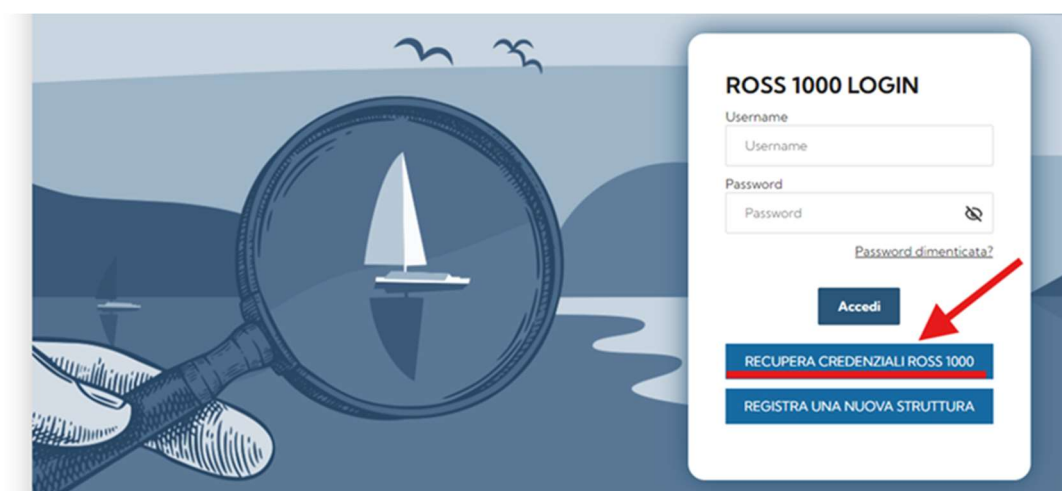 ROSS 1000 LOGIN
Username
Username
Password
Password
Password dimenticata?
Accedi
RECUPERA CREDENZIALI ROSS 1000
REGISTRA UNA NUOVA STRUTTURA